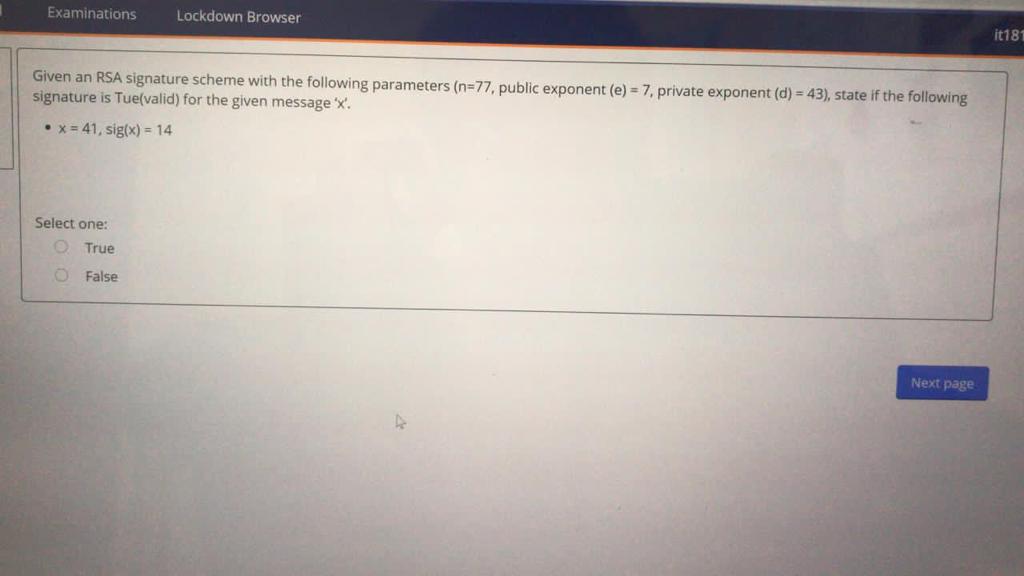 Examinations Lockdown Browser
it181
Given an RSA signature scheme with the following parameters (n=77, public exponent (e) = 7, private exponent (d) = 43), state if the following
signature is Tue(valid) for the given message 'x'.
• x = 41, sig(x) = 14
Select one:
True
False
Next page